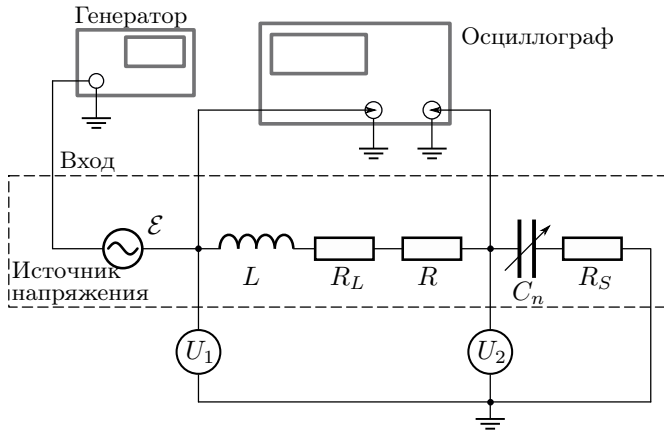 Генератор
Осциллограф
Вход
ℰ
Источник
напряжения
L
R_L
R
C_n
R_S
U_1
U_2